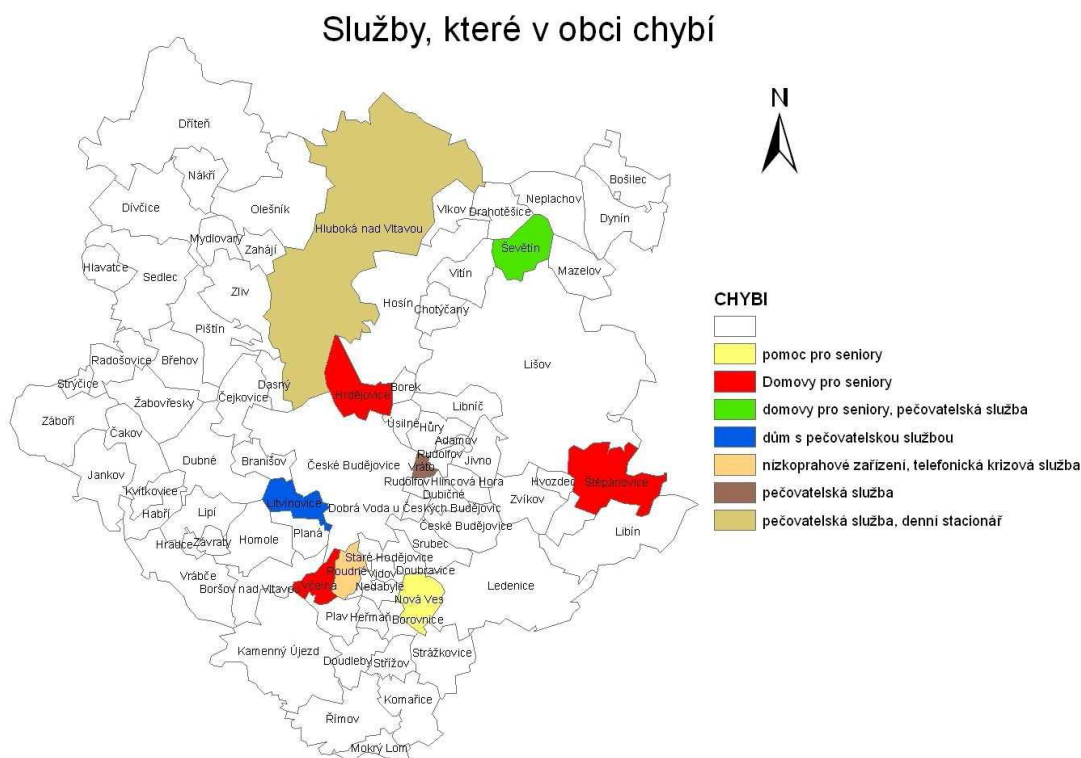 Služby, které v obci chybí
N
Dříteň
Nákří
Bošilec
Neplachov
Dívčice
Olešník
Vlkov
Drahotěšice
Dynín
Hluboká nad Vltavou
Mydlovary
Zahájí
Ševětín
Hlavatce
Sedlec
Vitín
Mazelov
Zliv
Hosín
Chotýčany
Pištín
Radošovice
Břehov
Lišov
Strýčice
Dasný
Žabovřesky
Čejkovice
Hrdějovice
Borek
Libníč
Záboří
Úsilné
Hůry
Čakov
Adamov
Dubné
Rudolfov
Branišov
České Budějovice
Vráto
Jivno
Jankov
Rudolfov
Hlincová Hora
Hvozdec
Štěpánovice
Kvítkovice
Litvínovice
Dubičné
Zvíkov
Habří
Lipí
Dobrá Voda u Českých Budějovic
České Budějovice
Planá
Libín
Hradce
Závraty
Homole
Srubec
Staré Hodějovice
Vrábče
Roudné
Vidov
Doubravice
Ledenice
Boršov nad Vltavou
Včelná
Nedabyle
Nová Ves
Plav
Heřmaň
Borovnice
Kamenný Újezd
Doudleby
Střížov
Strážkovice
Komařice
Římov
Mokrý Lom
CHYBI
pomoc pro seniory
Domovy pro seniory
domovy pro seniory, pečovatelská služba
dům s pečovatelskou službou
nízkoprahové zařízení, telefonická krizová služba
pečovatelská služba
pečovatelská služba, denní stacionář